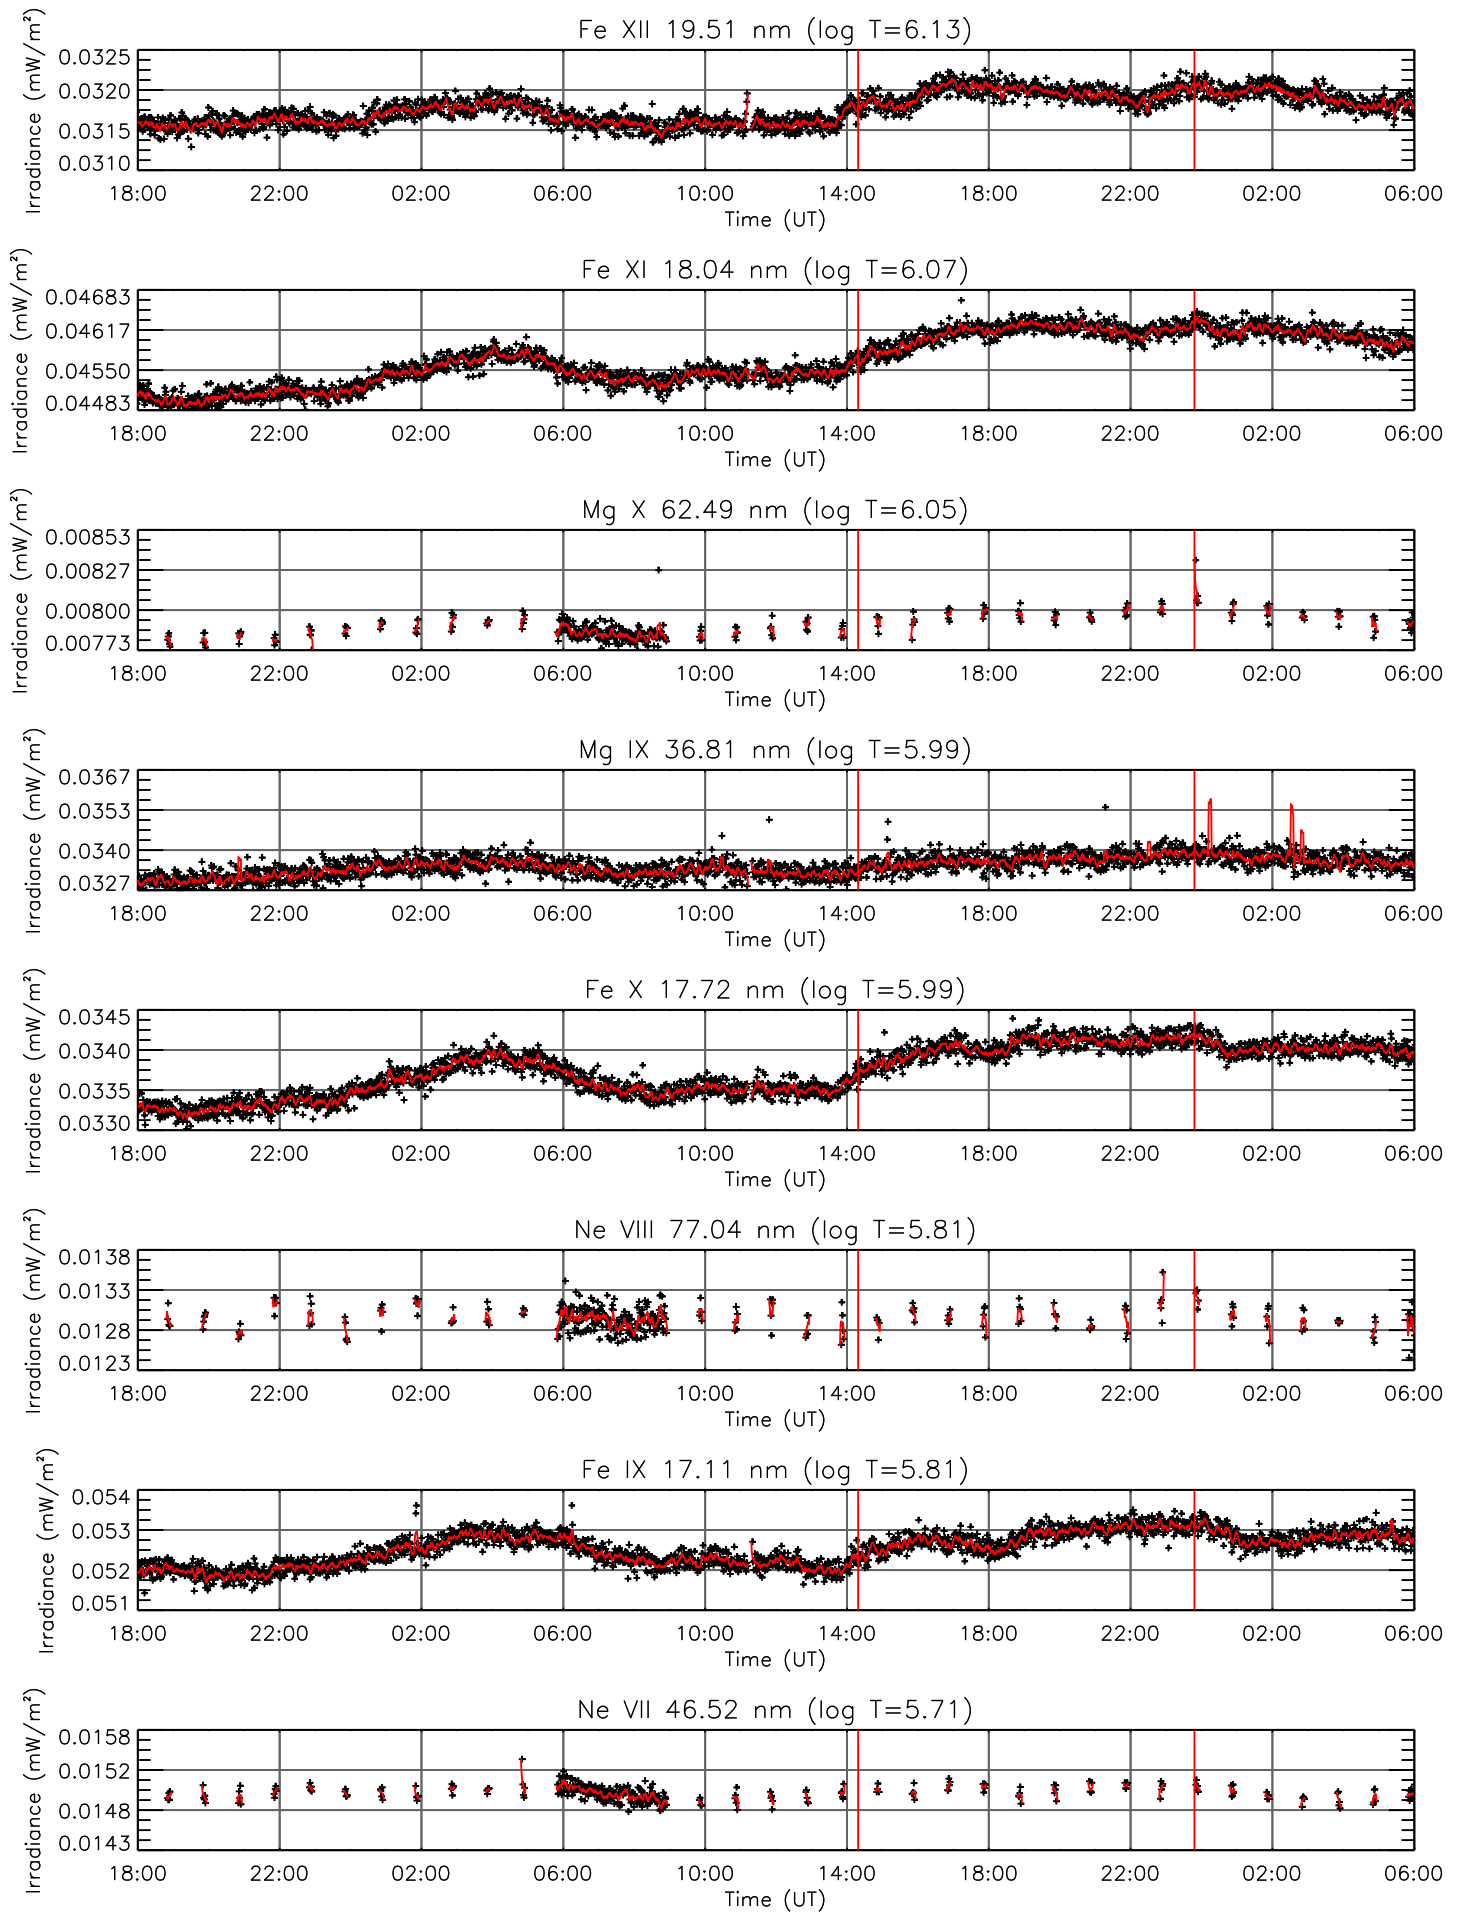 Fe XII 19.51 nm (log T=6.13)
Irradiance (mW/m²)
0.0325
0.0320
0.0315
0.0310
18:00 22:00 02:00 06:00 10:00 14:00 18:00 22:00 02:00 06:00
Time (UT)
Fe XI 18.04 nm (log T=6.07)
Irradiance (mW/m²)
0.04683
0.04617
0.04550
0.04483
18:00 22:00 02:00 06:00 10:00 14:00 18:00 22:00 02:00 06:00
Time (UT)
Mg X 62.49 nm (log T=6.05)
Irradiance (mW/m²)
0.00853
0.00827
0.00800
0.00773
18:00 22:00 02:00 06:00 10:00 14:00 18:00 22:00 02:00 06:00
Time (UT)
Mg IX 36.81 nm (log T=5.99)
Irradiance (mW/m²)
0.0367
0.0353
0.0340
0.0327
18:00 22:00 02:00 06:00 10:00 14:00 18:00 22:00 02:00 06:00
Time (UT)
Fe X 17.72 nm (log T=5.99)
Irradiance (mW/m²)
0.0345
0.0340
0.0335
0.0330
18:00 22:00 02:00 06:00 10:00 14:00 18:00 22:00 02:00 06:00
Time (UT)
Ne VIII 77.04 nm (log T=5.81)
Irradiance (mW/m²)
0.0138
0.0133
0.0128
0.0123
18:00 22:00 02:00 06:00 10:00 14:00 18:00 22:00 02:00 06:00
Time (UT)
Fe IX 17.11 nm (log T=5.81)
Irradiance (mW/m²)
0.054
0.053
0.052
0.051
18:00 22:00 02:00 06:00 10:00 14:00 18:00 22:00 02:00 06:00
Time (UT)
Ne VII 46.52 nm (log T=5.71)
Irradiance (mW/m²)
0.0158
0.0152
0.0148
0.0143
18:00 22:00 02:00 06:00 10:00 14:00 18:00 22:00 02:00 06:00
Time (UT)